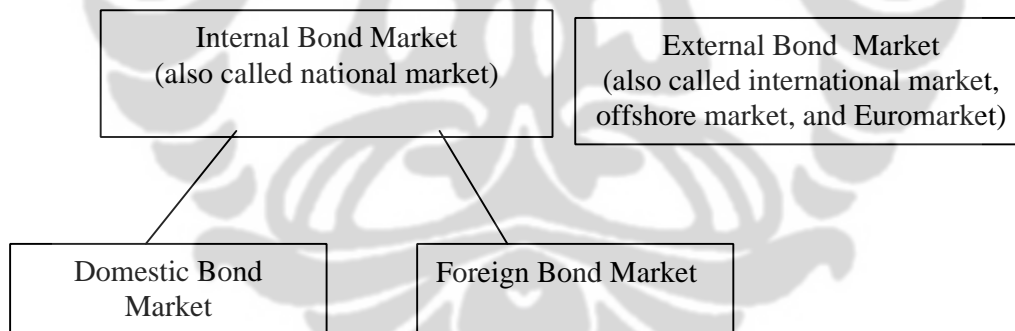 Internal Bond Market
(also called national market)
External Bond Market
(also called international market,
offshore market, and Euromarket)
Domestic Bond
Market
Foreign Bond Market